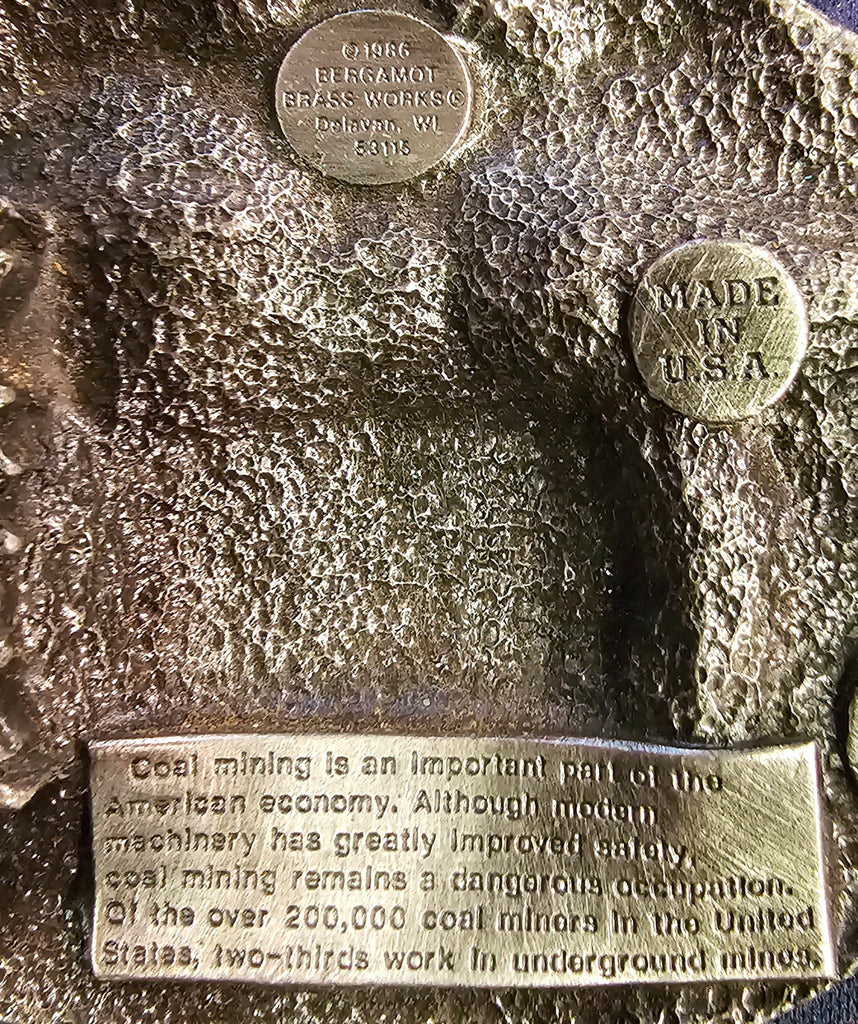 © 1986
BERGAMOT
BRASS WORKS®
Delavan, WI.
53115
MADE
IN
U.S.A.
Coal mining is an important part of the
American economy. Although modern
machinery has greatly improved safety,
coal mining remains a dangerous occupation.
Of the over 200,000 coal miners in the United
States, two-thirds work in underground mines.